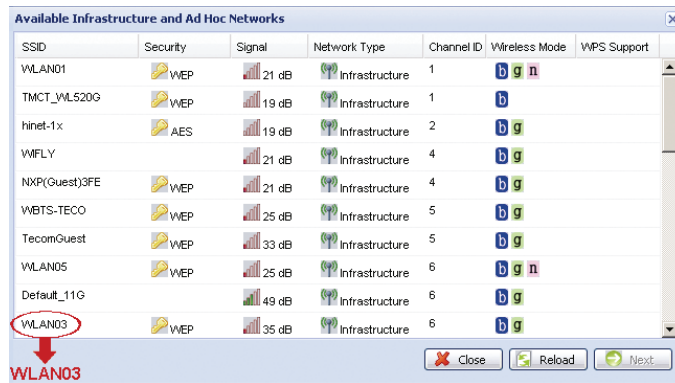 Available Infrastructure and Ad Hoc Networks
SSID Security Signal Network Type Channel ID Wireless Mode WPS Support
WLAN01 WEP 21 dB Infrastructure 1 b g n
TMCT_WL520G WEP 19 dB Infrastructure 1 b
hinet-1x AES 19 dB Infrastructure 2 b g
WIFLY 21 dB Infrastructure 4 b g
NXP(Guest)3FE WEP 21 dB Infrastructure 4 b g
WBTS-TECO WEP 25 dB Infrastructure 5 b g
TecomGuest WEP 33 dB Infrastructure 5 b g
WLAN05 WEP 25 dB Infrastructure 6 b g n
Default_11G 49 dB Infrastructure 6 b g
WLAN03 WEP 35 dB Infrastructure 6 b g
Close Reload Next
WLAN03